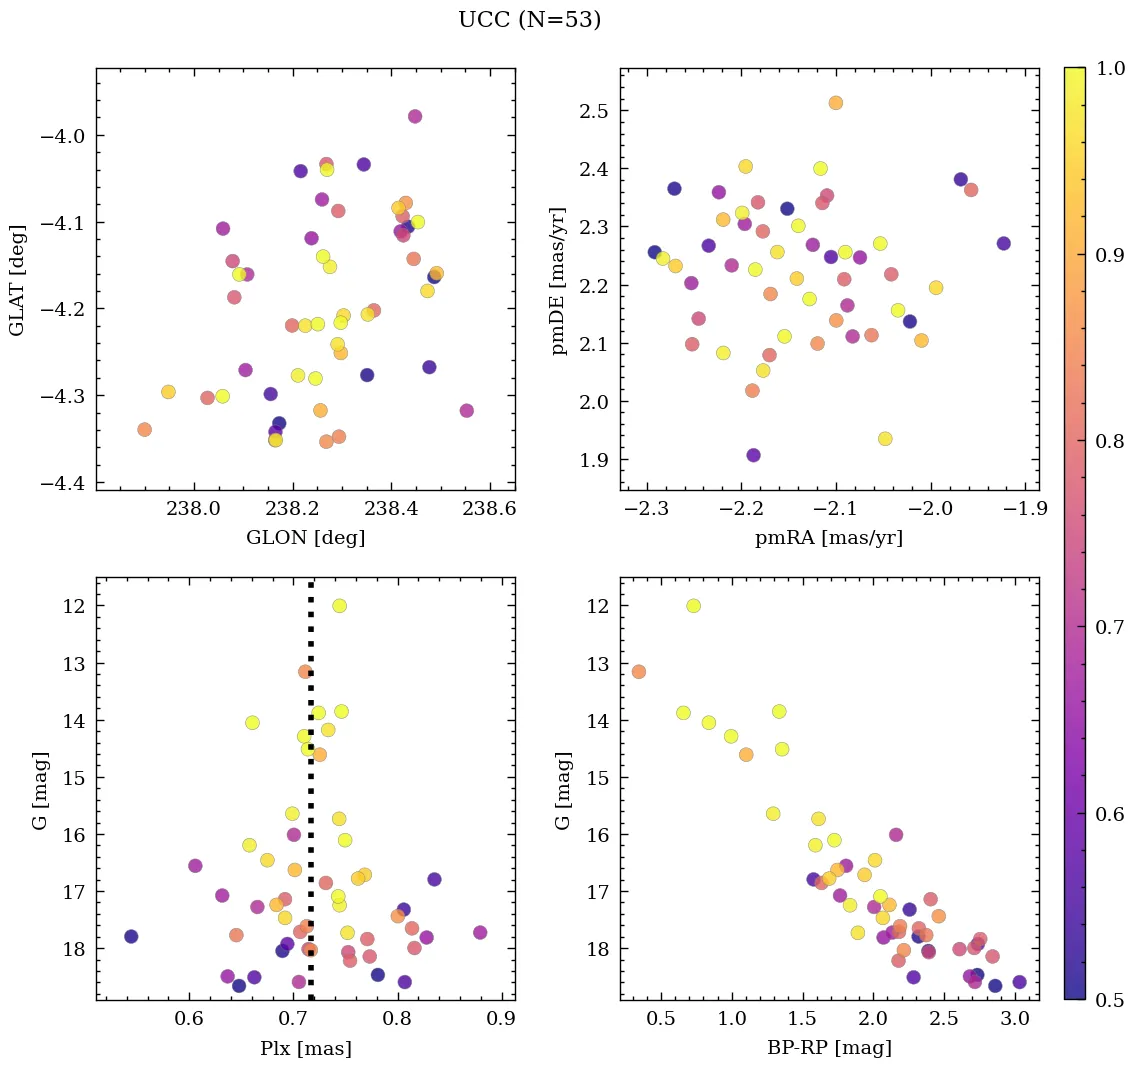 UCC (N=53)
−4.0
−4.1
−4.2
−4.3
−4.4
GLAT [deg]
238.0 238.2 238.4 238.6
GLON [deg]
2.5
2.4
2.3
2.2
2.1
2.0
1.9
pmDE [mas/yr]
−2.3 −2.2 −2.1 −2.0 −1.9
pmRA [mas/yr]
12
13
14
15
16
17
18
G [mag]
0.6 0.7 0.8 0.9
Plx [mas]
12
13
14
15
16
17
18
G [mag]
0.5 1.0 1.5 2.0 2.5 3.0
BP-RP [mag]
1.0
0.9
0.8
0.7
0.6
0.5